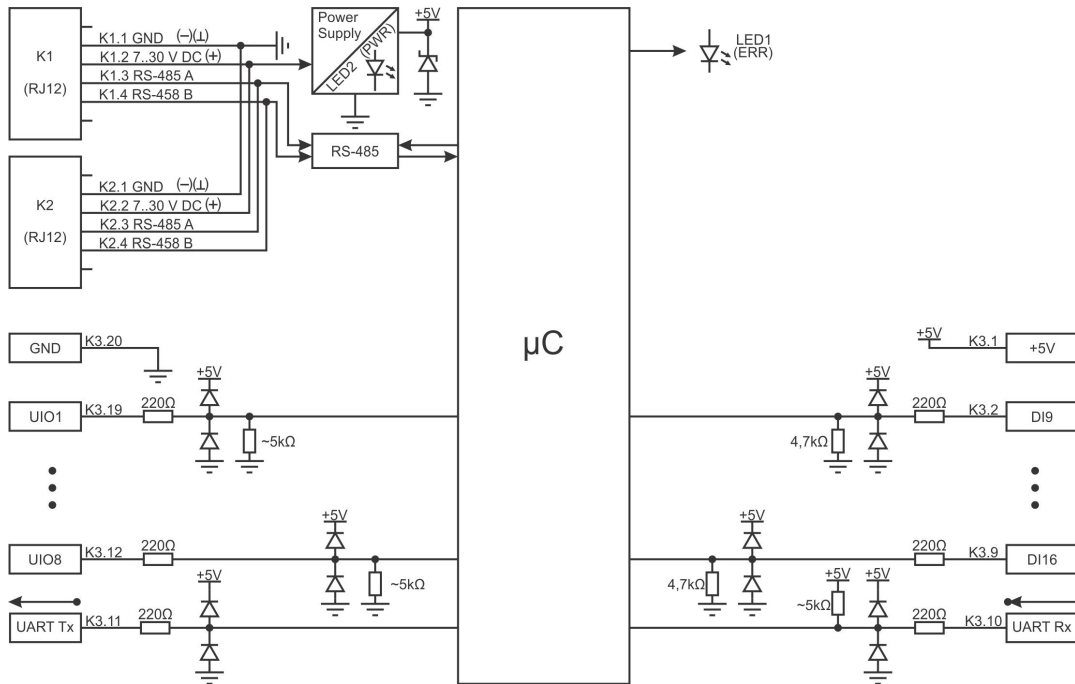 K1
(RJ12)
K1.1 GND (–)(⊥)
K1.2 7..30 V DC (+)
K1.3 RS-485 A
K1.4 RS-458 B
Power
Supply
LED2 (PWR)
+5V
LED1
(ERR)
RS-485
K2
(RJ12)
K2.1 GND (–)(⊥)
K2.2 7..30 V DC (+)
K2.3 RS-485 A
K2.4 RS-458 B
µC
GND
K3.20
+5V
K3.1
+5V
UIO1
K3.19
220Ω
+5V
~5kΩ
+5V
4,7kΩ
220Ω
K3.2
DI9
UIO8
K3.12
220Ω
+5V
~5kΩ
+5V
4,7kΩ
220Ω
K3.9
DI16
UART Tx
K3.11
220Ω
+5V
+5V
~5kΩ
+5V
220Ω
K3.10
UART Rx